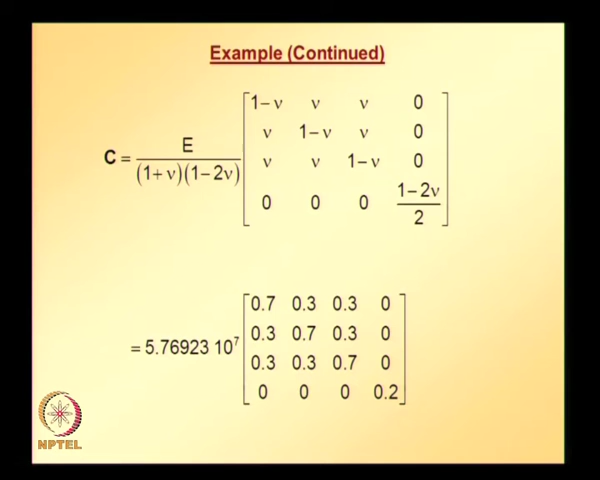 Example (Continued)
C = E / (1+ν)(1−2ν) [1−ν ν ν 0
ν 1−ν ν 0
ν ν 1−ν 0
0 0 0 1−2ν / 2]
= 5.76923 10^7 [0.7 0.3 0.3 0
0.3 0.7 0.3 0
0.3 0.3 0.7 0
0 0 0 0.2]
NPTEL